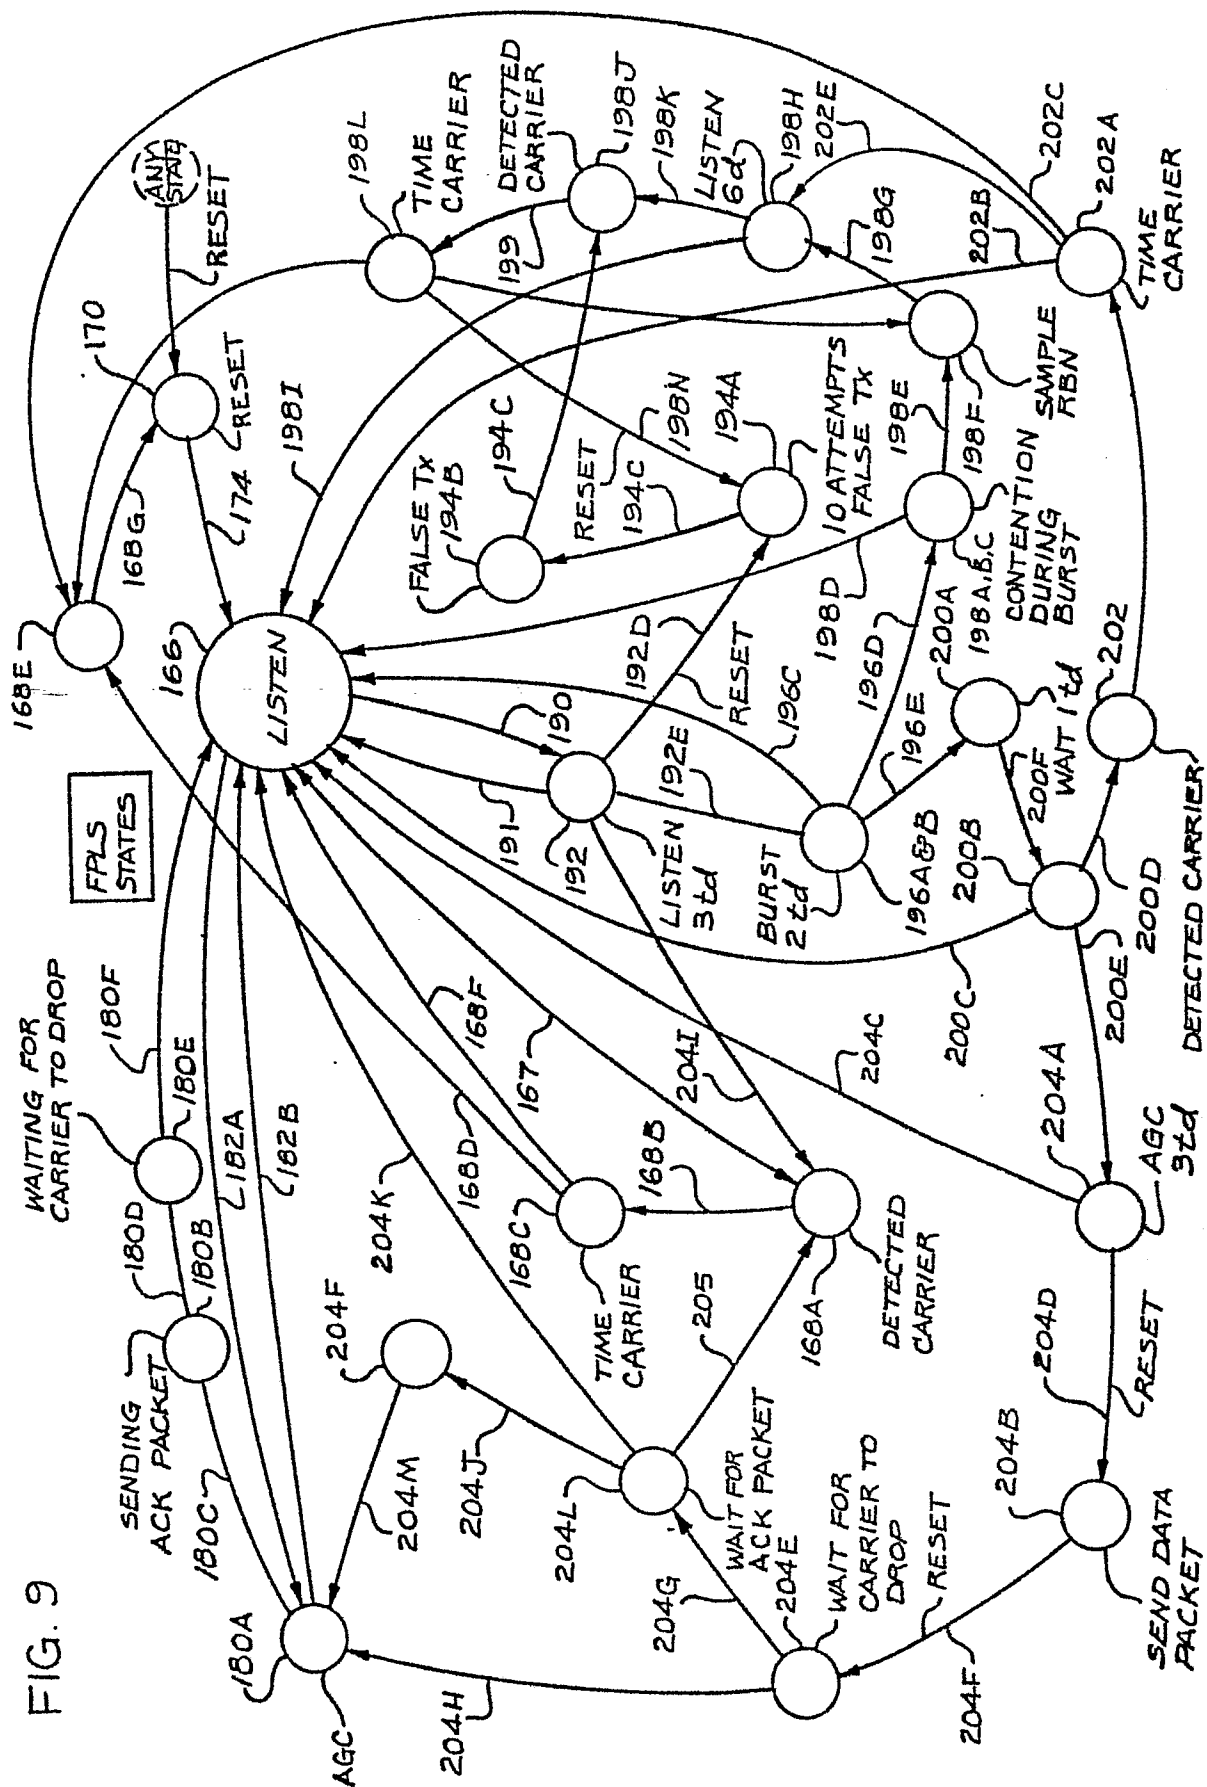 FIG. 9
FPLS
STATES
ANY
STATE
RESET
170
RESET
174
168G
168E
166
LISTEN
198I
198L
TIME
CARRIER
DETECTED
CARRIER
198J
199
198K
LISTEN
6d
198H
202E
198G
202B
202C
202A
TIME
CARRIER
FALSE Tx
194B
194C
RESET
198N
194C
194A
10 ATTEMPTS
FALSE Tx
198E
198F
SAMPLE
RBN
198D
196D
198A,B,C
CONTENTION
DURING
BURST
192D
RESET
190
191
192
LISTEN
3td
192E
196C
BURST
2td
196A&B
196E
200A
WAIT 1td
200F
200B
202
200D
DETECTED CARRIER
200E
200C
204C
204A
AGC
3td
204D
RESET
204B
SEND DATA
PACKET
204F
RESET
WAIT FOR
CARRIER TO
DROP
204E
204G
204H
WAIT FOR
ACK PACKET
204L
204J
204F
204M
204K
205
168A
DETECTED
CARRIER
168B
204I
167
168F
168D
168C
TIME
CARRIER
WAITING FOR
CARRIER TO DROP
180F
180E
182A
182B
180D
180B
SENDING
ACK PACKET
180C
180A
AGC